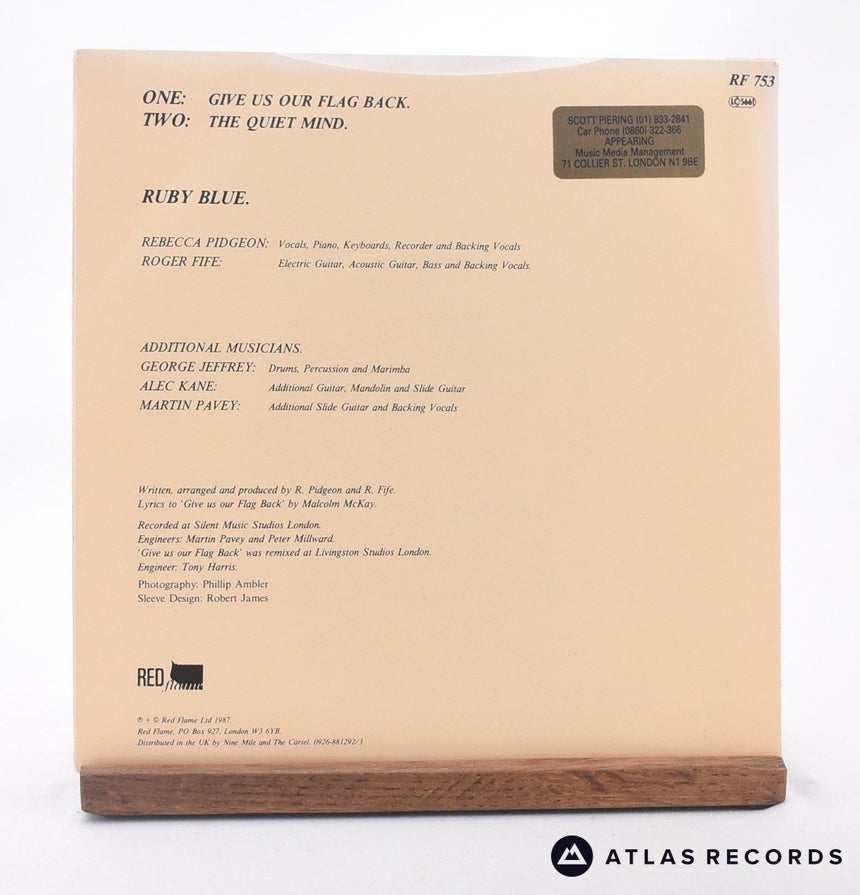 ONE: GIVE US OUR FLAG BACK.
TWO: THE QUIET MIND.
RF 753
LC 5661
SCOTT PIERING (01) 833-2841
Car Phone (0860) 322-366
APPEARING
Music Media Management
71 COLLIER ST. LONDON N1 9BE
RUBY BLUE.
REBECCA PIDGEON: Vocals, Piano, Keyboards, Recorder and Backing Vocals
ROGER FIFE: Electric Guitar, Acoustic Guitar, Bass and Backing Vocals.
ADDITIONAL MUSICIANS.
GEORGE JEFFREY: Drums, Percussion and Marimba
ALEC KANE: Additional Guitar, Mandolin and Slide Guitar
MARTIN PAVEY: Additional Slide Guitar and Backing Vocals
Written, arranged and produced by R. Pidgeon and R. Fife.
Lyrics to 'Give us our Flag Back' by Malcolm McKay.
Recorded at Silent Music Studios London.
Engineers: Martin Pavey and Peter Millward.
'Give us our Flag Back' was remixed at Livingston Studios London.
Engineer: Tony Harris.
Photography: Phillip Ambler
Sleeve Design: Robert James
RED flame
℗ + © Red Flame Ltd 1987.
Red Flame. PO Box 927, London W3 6YB.
Distributed in the UK by Nine Mile and The Cartel. 0926-881292/3
ATLAS RECORDS